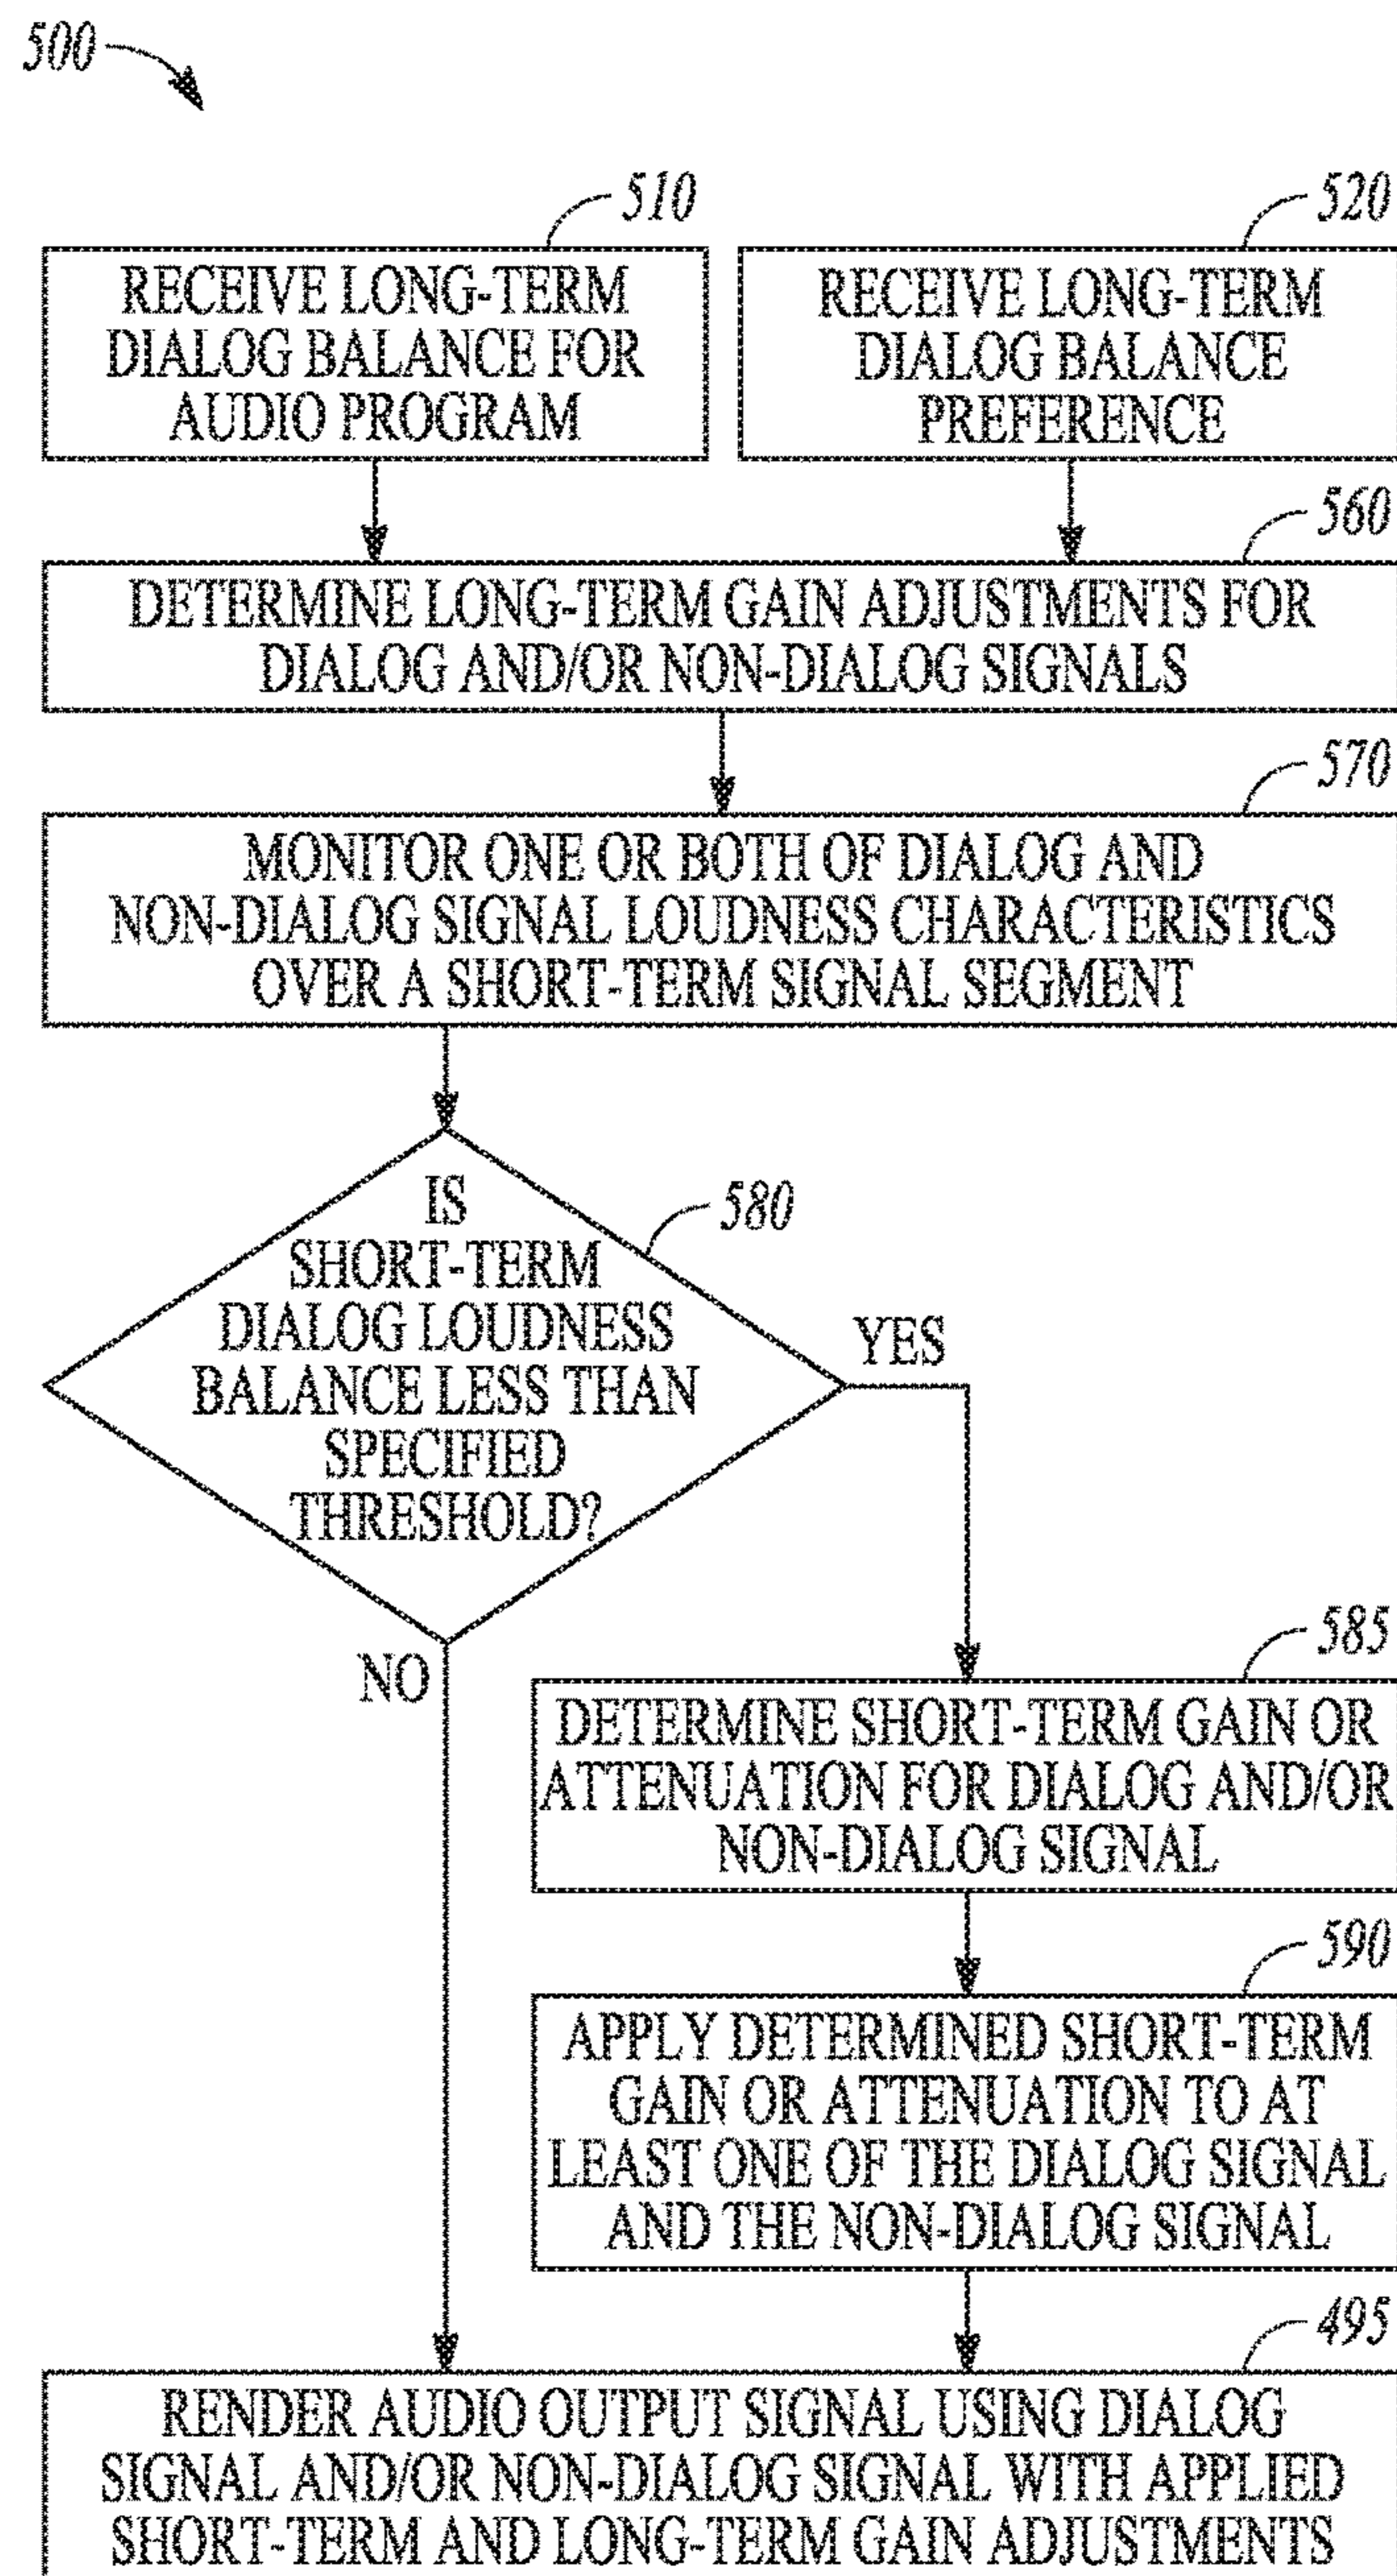 500
510
RECEIVE LONG-TERM
DIALOG BALANCE FOR
AUDIO PROGRAM
520
RECEIVE LONG-TERM
DIALOG BALANCE
PREFERENCE
560
DETERMINE LONG-TERM GAIN ADJUSTMENTS FOR
DIALOG AND/OR NON-DIALOG SIGNALS
570
MONITOR ONE OR BOTH OF DIALOG AND
NON-DIALOG SIGNAL LOUDNESS CHARACTERISTICS
OVER A SHORT-TERM SIGNAL SEGMENT
580
IS
SHORT-TERM
DIALOG LOUDNESS
BALANCE LESS THAN
SPECIFIED
THRESHOLD?
YES
NO
585
DETERMINE SHORT-TERM GAIN OR
ATTENUATION FOR DIALOG AND/OR
NON-DIALOG SIGNAL
590
APPLY DETERMINED SHORT-TERM
GAIN OR ATTENUATION TO AT
LEAST ONE OF THE DIALOG SIGNAL
AND THE NON-DIALOG SIGNAL
495
RENDER AUDIO OUTPUT SIGNAL USING DIALOG
SIGNAL AND/OR NON-DIALOG SIGNAL WITH APPLIED
SHORT-TERM AND LONG-TERM GAIN ADJUSTMENTS